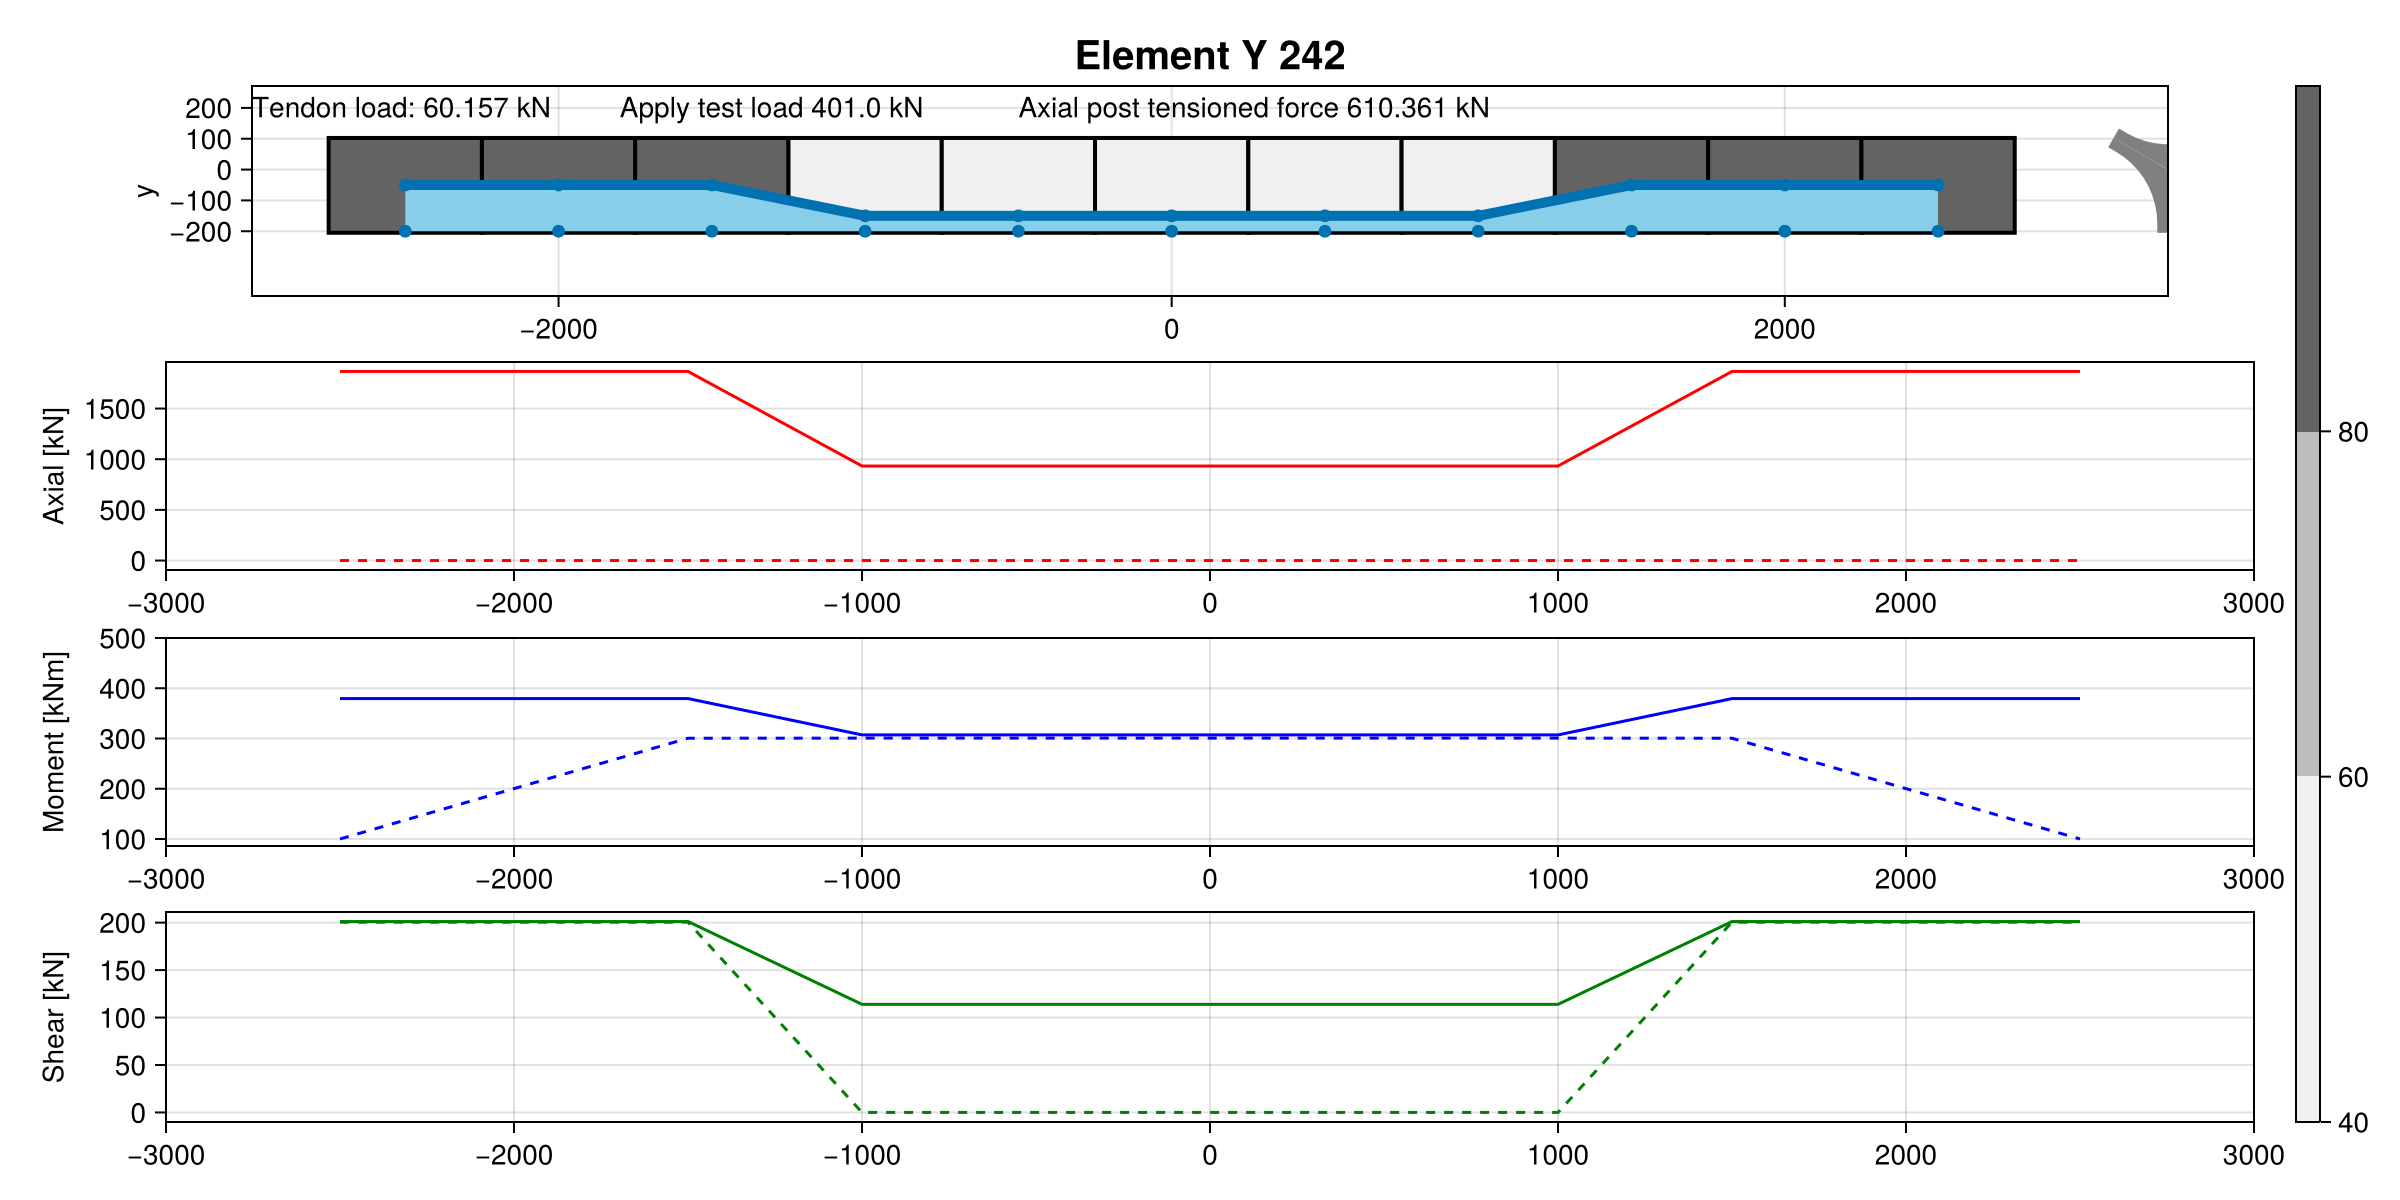 Element Y 242
Tendon load: 60.157 kN Apply test load 401.0 kN Axial post tensioned force 610.361 kN
y
200
100
0
−100
−200
−2000 0 2000
Axial [kN]
1500
1000
500
0
−3000 −2000 −1000 0 1000 2000 3000
Moment [kNm]
500
400
300
200
100
−3000 −2000 −1000 0 1000 2000 3000
Shear [kN]
200
150
100
50
0
−3000 −2000 −1000 0 1000 2000 3000
80
60
40